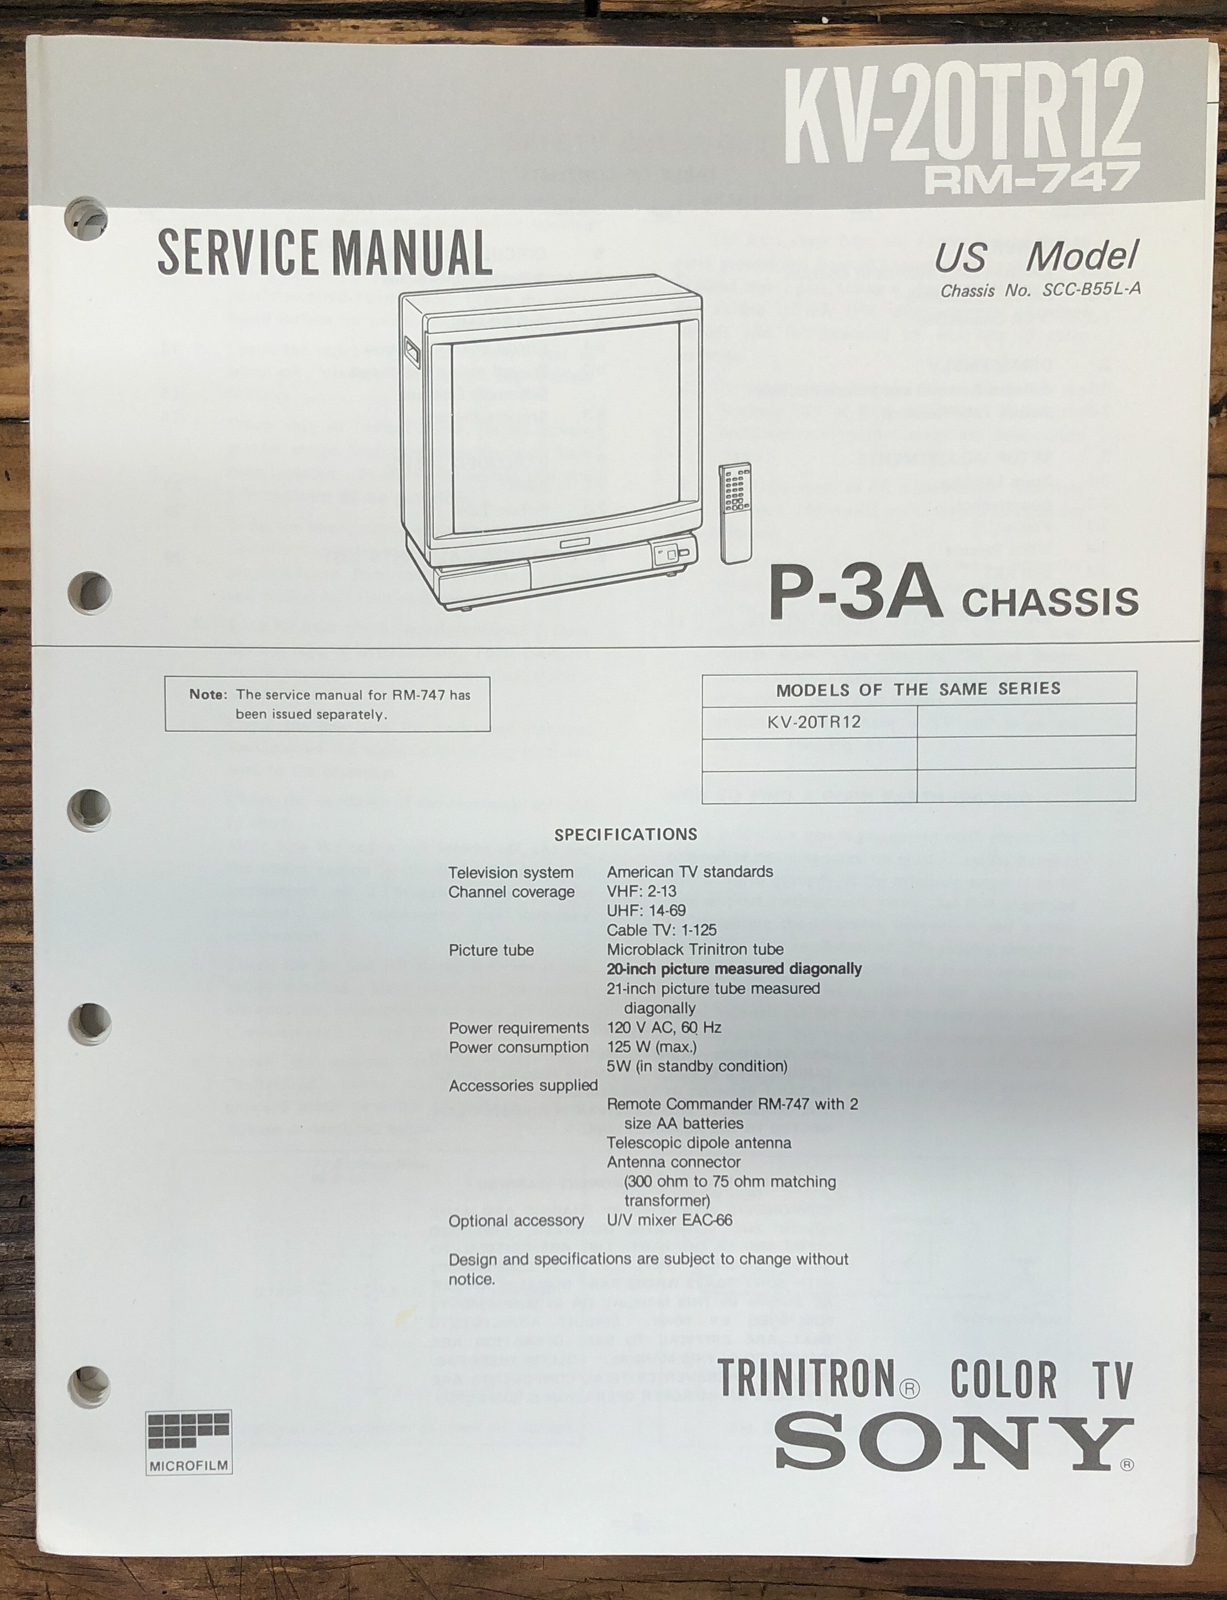 KV-20TR12
RM-747
SERVICE MANUAL
US Model
Chassis No. SCC-B55L-A
P-3A CHASSIS
Note: The service manual for RM-747 has
been issued separately.
MODELS OF THE SAME SERIES
KV-20TR12
SPECIFICATIONS
Television system American TV standards
Channel coverage VHF: 2-13
UHF: 14-69
Cable TV: 1-125
Picture tube Microblack Trinitron tube
20-inch picture measured diagonally
21-inch picture tube measured
diagonally
Power requirements 120 V AC, 60 Hz
Power consumption 125 W (max.)
5W (in standby condition)
Accessories supplied
Remote Commander RM-747 with 2
size AA batteries
Telescopic dipole antenna
Antenna connector
(300 ohm to 75 ohm matching
transformer)
Optional accessory U/V mixer EAC-66
Design and specifications are subject to change without
notice.
TRINITRON® COLOR TV
SONY®
MICROFILM